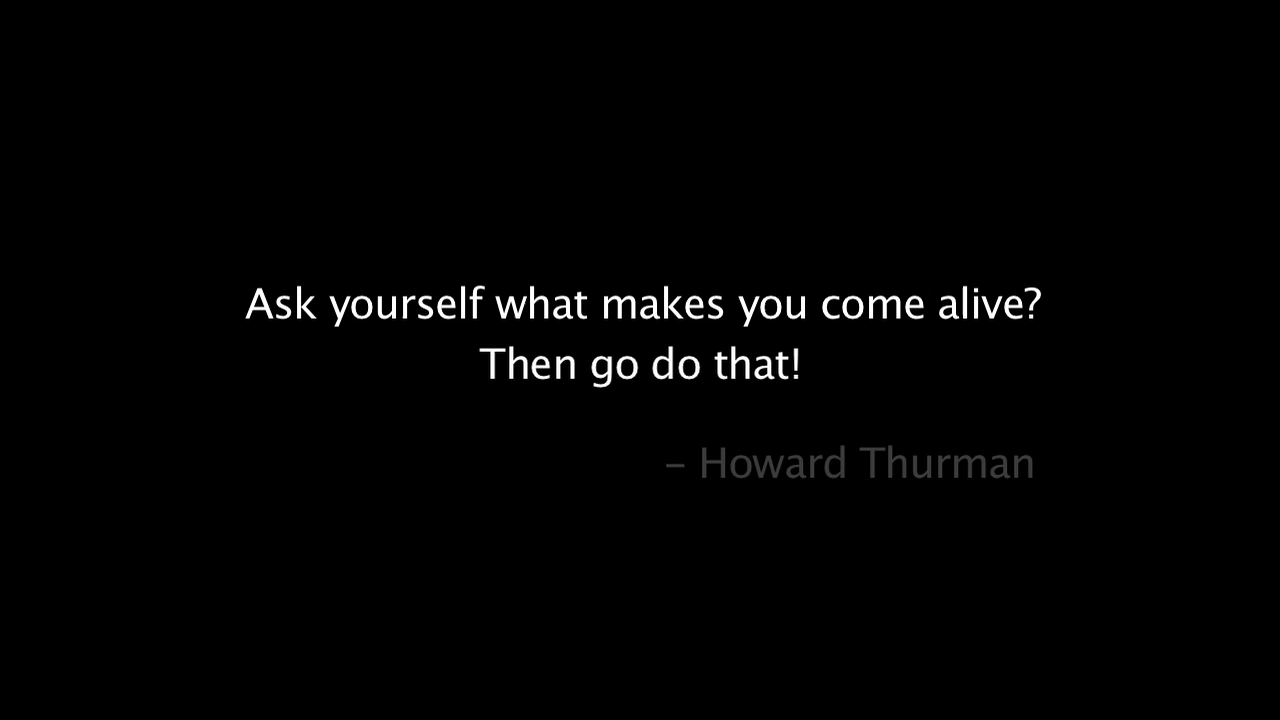 Ask yourself what makes you come alive?
Then go do that!
– Howard Thurman